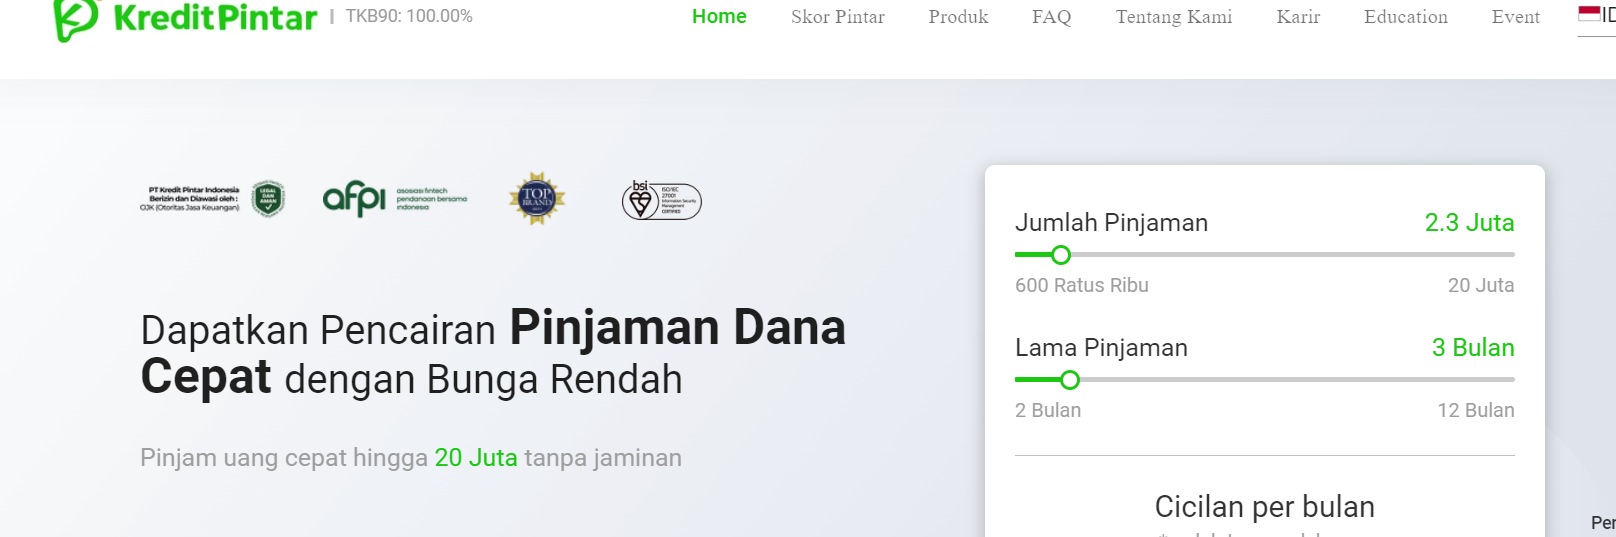 KreditPintar | TKB90: 100.00%
Home Skor Pintar Produk FAQ Tentang Kami Karir Education Event ID
PT Kredit Pintar Indonesia
Berizin dan Diawasi oleh :
OJK (Otoritas Jasa Keuangan)
LEGAL
DAN
AMAN
afpi asosiasi fintech
pendanaan bersama
indonesia
TOP
BRAND
bsi
ISO/IEC
27001
Information Security
Management
CERTIFIED
Dapatkan Pencairan Pinjaman Dana
Cepat dengan Bunga Rendah
Pinjam uang cepat hingga 20 Juta tanpa jaminan
Jumlah Pinjaman 2.3 Juta
600 Ratus Ribu 20 Juta
Lama Pinjaman 3 Bulan
2 Bulan 12 Bulan
Cicilan per bulan
Per